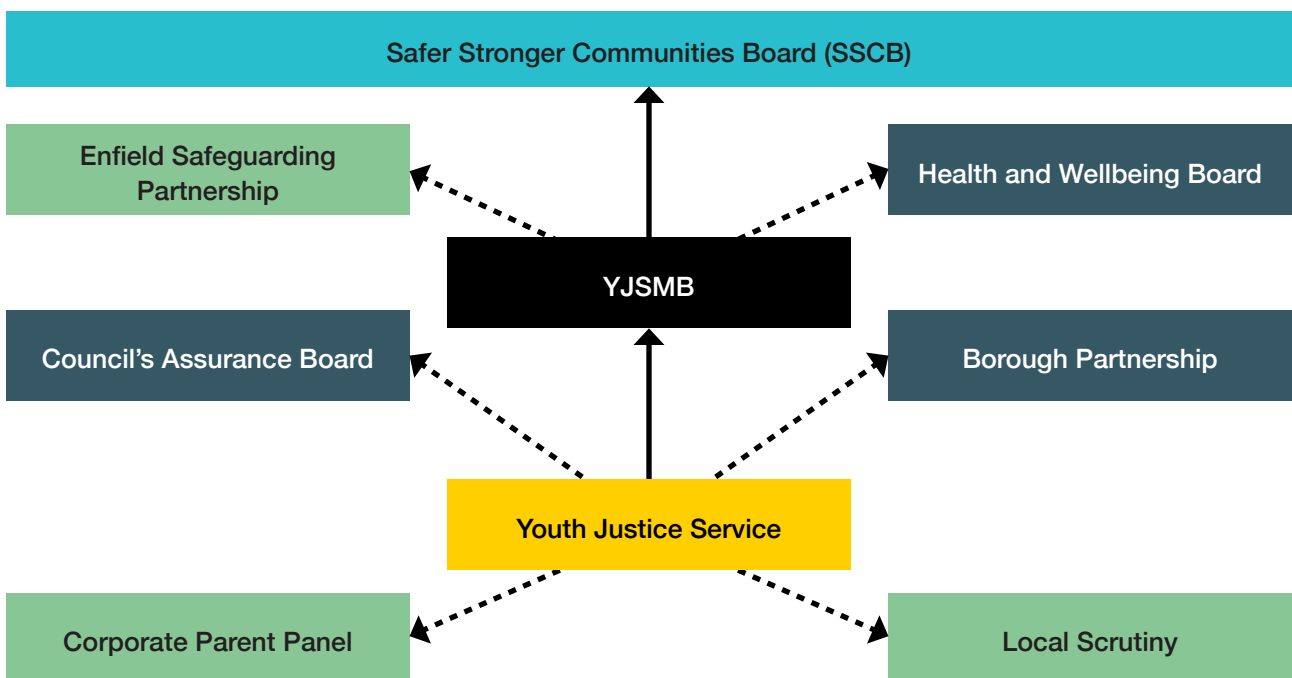 Safer Stronger Communities Board (SSCB)
Enfield Safeguarding
Partnership
Health and Wellbeing Board
YJSMB
Council’s Assurance Board
Borough Partnership
Youth Justice Service
Corporate Parent Panel
Local Scrutiny